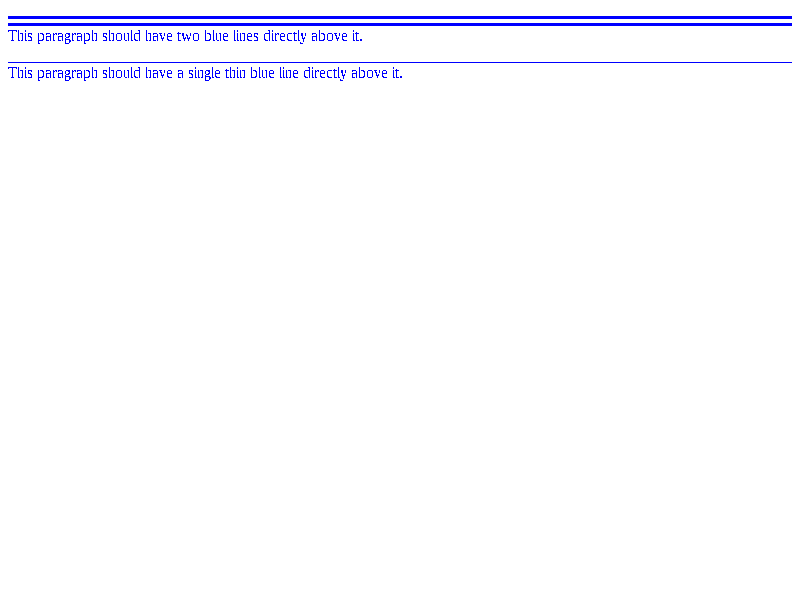 This paragraph should have two blue lines directly above it.
This paragraph should have a single thin blue line directly above it.